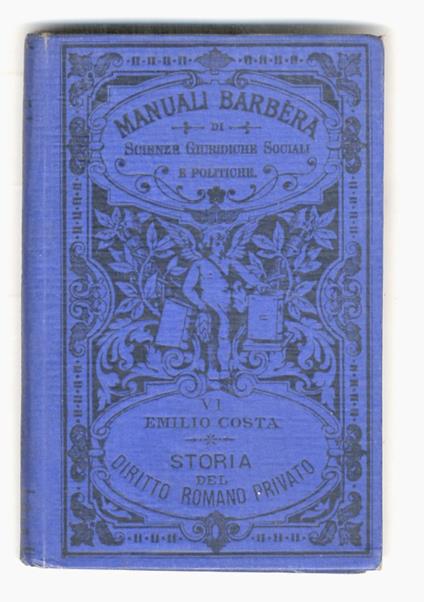 MANUALI BARBÈRA
DI
SCIENZE GIURIDICHE SOCIALI
E POLITICHE.
VI
EMILIO COSTA
STORIA
DEL
DIRITTO ROMANO PRIVATO